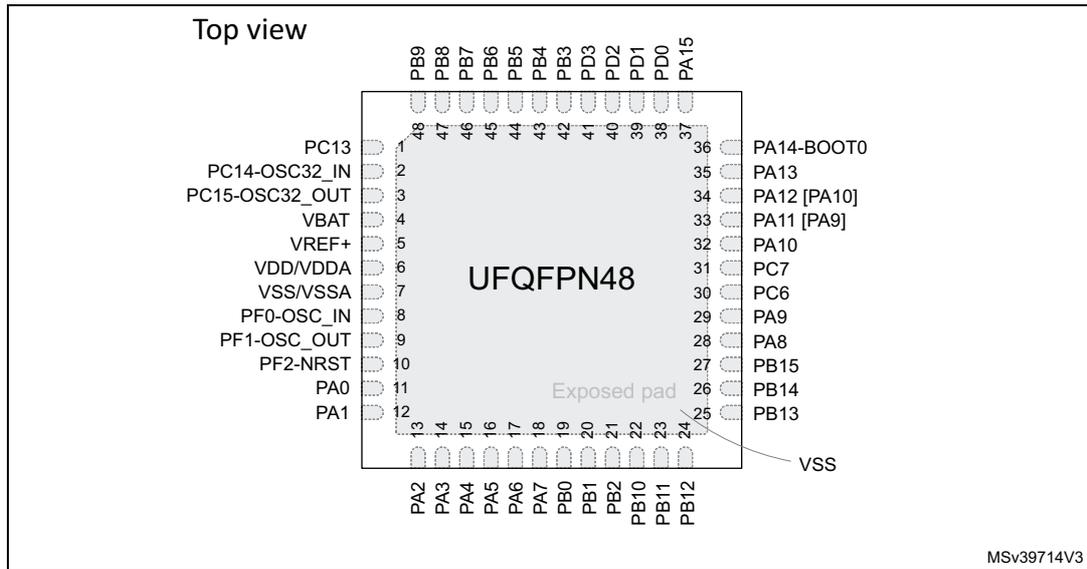 Top view
PB9 PB8 PB7 PB6 PB5 PB4 PB3 PD3 PD2 PD1 PD0 PA15
48 47 46 45 44 43 42 41 40 39 38 37
PC13 1 36 PA14-BOOT0
PC14-OSC32_IN 2 35 PA13
PC15-OSC32_OUT 3 34 PA12 [PA10]
VBAT 4 33 PA11 [PA9]
VREF+ 5 32 PA10
VDD/VDDA 6 31 PC7
UFQFPN48
VSS/VSSA 7 30 PC6
PF0-OSC_IN 8 29 PA9
PF1-OSC_OUT 9 28 PA8
PF2-NRST 10 27 PB15
PA0 11 Exposed pad 26 PB14
PA1 12 25 PB13
13 14 15 16 17 18 19 20 21 22 23 24
VSS
PA2 PA3 PA4 PA5 PA6 PA7 PB0 PB1 PB2 PB10 PB11 PB12
MSv39714V3